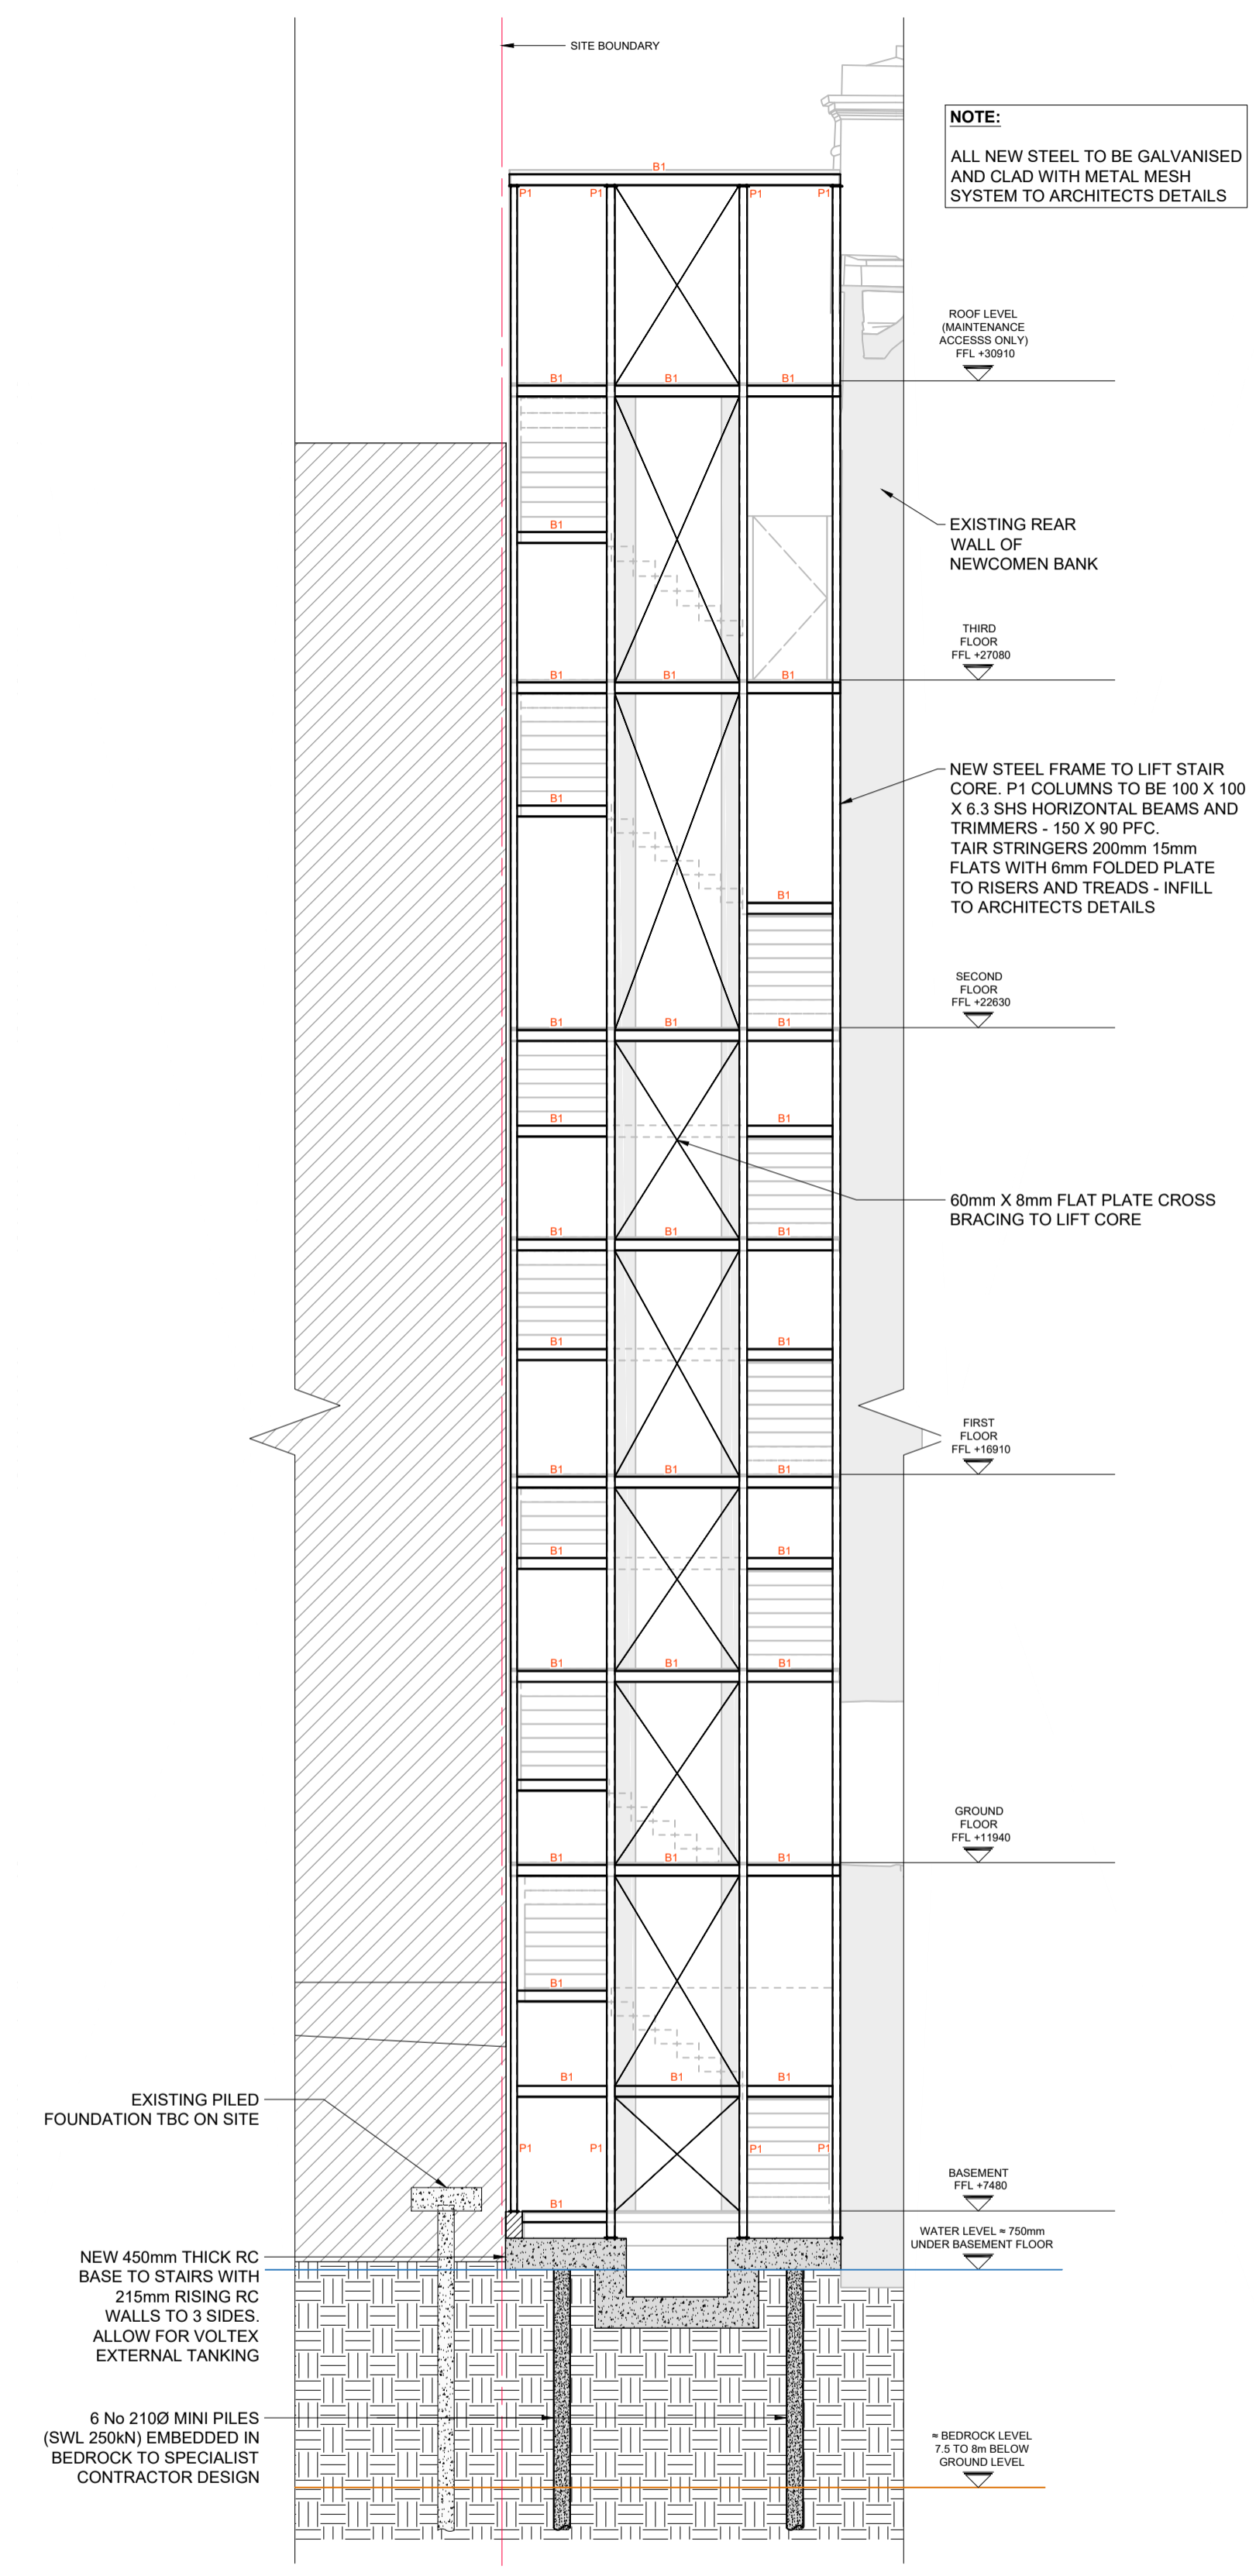 SITE BOUNDARY
NOTE:
ALL NEW STEEL TO BE GALVANISED
AND CLAD WITH METAL MESH
SYSTEM TO ARCHITECTS DETAILS
B1
P1
P1
P1
P1
ROOF LEVEL
(MAINTENANCE
ACCESSS ONLY)
FFL +30910
B1
B1
B1
EXISTING REAR
WALL OF
NEWCOMEN BANK
B1
THIRD
FLOOR
FFL +27080
B1
B1
B1
NEW STEEL FRAME TO LIFT STAIR
CORE. P1 COLUMNS TO BE 100 X 100
X 6.3 SHS HORIZONTAL BEAMS AND
TRIMMERS - 150 X 90 PFC.
TAIR STRINGERS 200mm 15mm
FLATS WITH 6mm FOLDED PLATE
TO RISERS AND TREADS - INFILL
TO ARCHITECTS DETAILS
B1
B1
SECOND
FLOOR
FFL +22630
B1
B1
B1
B1
B1
60mm X 8mm FLAT PLATE CROSS
BRACING TO LIFT CORE
B1
B1
B1
B1
B1
FIRST
FLOOR
FFL +16910
B1
B1
B1
B1
B1
B1
B1
B1
GROUND
FLOOR
FFL +11940
B1
B1
B1
B1
B1
B1
B1
EXISTING PILED
FOUNDATION TBC ON SITE
P1
P1
P1
P1
BASEMENT
FFL +7480
B1
WATER LEVEL ≈ 750mm
UNDER BASEMENT FLOOR
NEW 450mm THICK RC
BASE TO STAIRS WITH
215mm RISING RC
WALLS TO 3 SIDES.
ALLOW FOR VOLTEX
EXTERNAL TANKING
6 No 210Ø MINI PILES
(SWL 250kN) EMBEDDED IN
BEDROCK TO SPECIALIST
CONTRACTOR DESIGN
≈ BEDROCK LEVEL
7.5 TO 8m BELOW
GROUND LEVEL